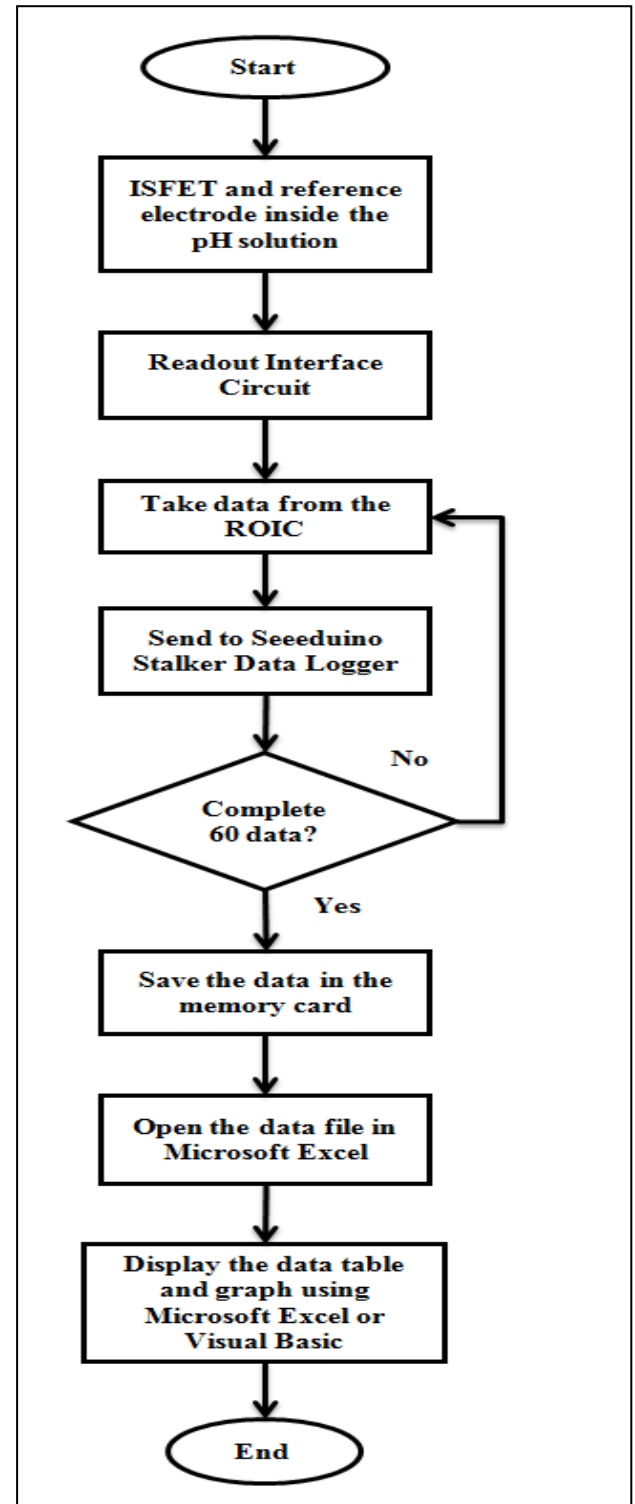 Start
ISFET and reference
electrode inside the
pH solution
Readout Interface
Circuit
Take data from the
ROIC
Send to Seeeduino
Stalker Data Logger
No
Complete
60 data?
Yes
Save the data in the
memory card
Open the data file in
Microsoft Excel
Display the data table
and graph using
Microsoft Excel or
Visual Basic
End